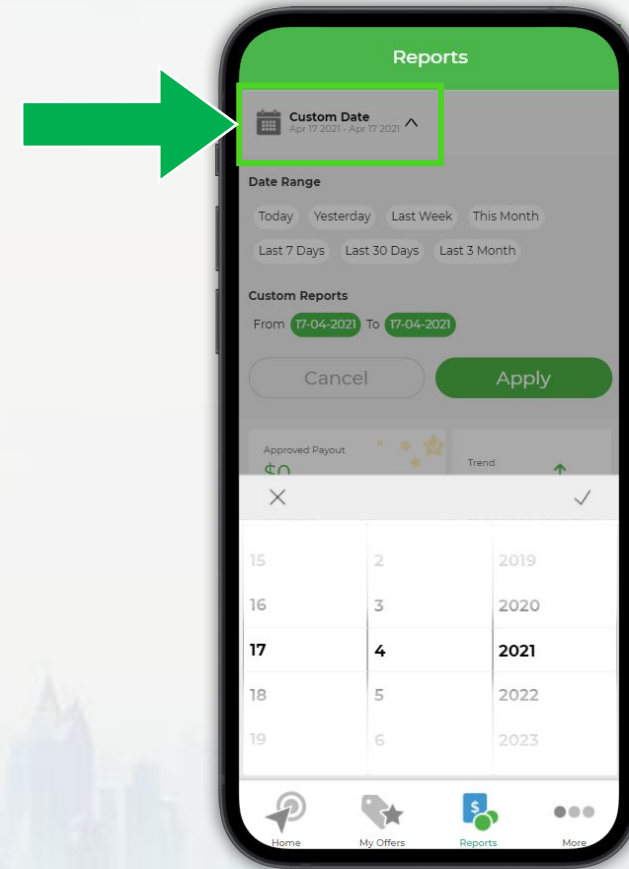 Reports
Custom Date
Apr 17 2021 - Apr 17 2021
Date Range
Today Yesterday Last Week This Month
Last 7 Days Last 30 Days Last 3 Month
Custom Reports
From 17-04-2021 To 17-04-2021
Cancel Apply
Approved Payout
$0
Trend
15 2 2019
16 3 2020
17 4 2021
18 5 2022
19 6 2023
Home My Offers Reports More